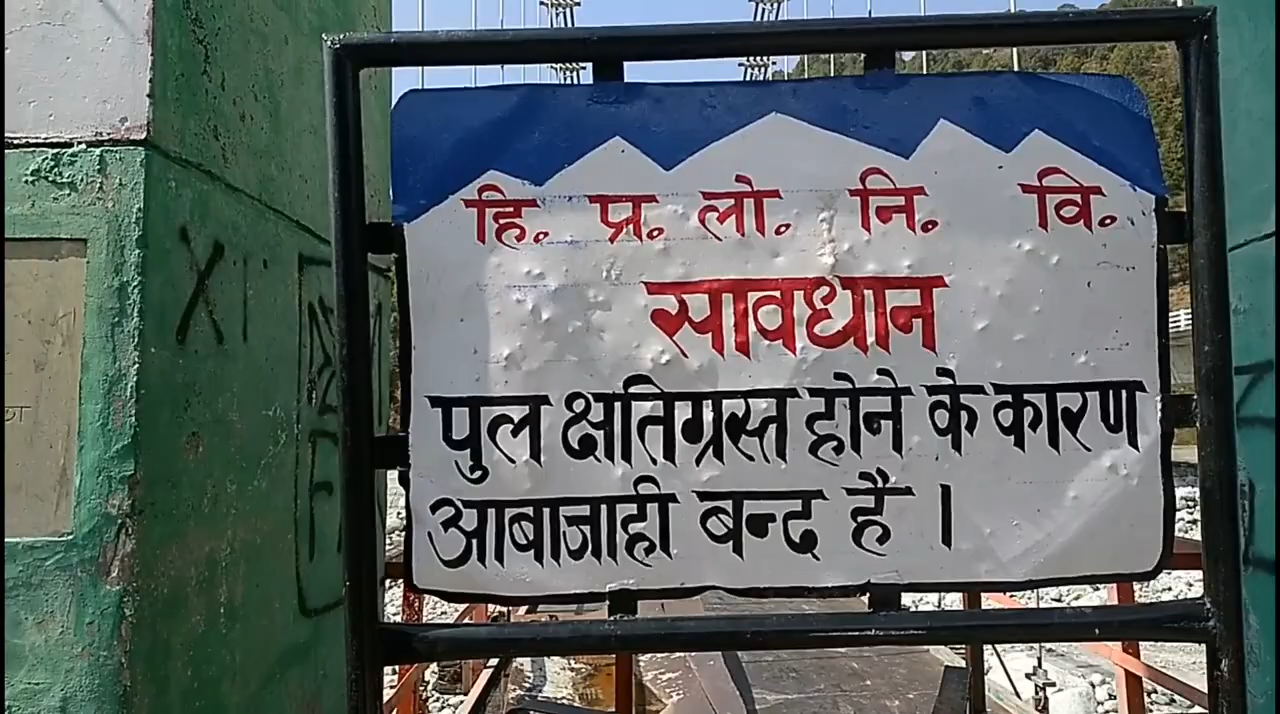 हि. प्र. लो. नि. वि.
सावधान
पुल क्षतिग्रस्त होने के कारण
आबाजाही बन्द है ।
X I